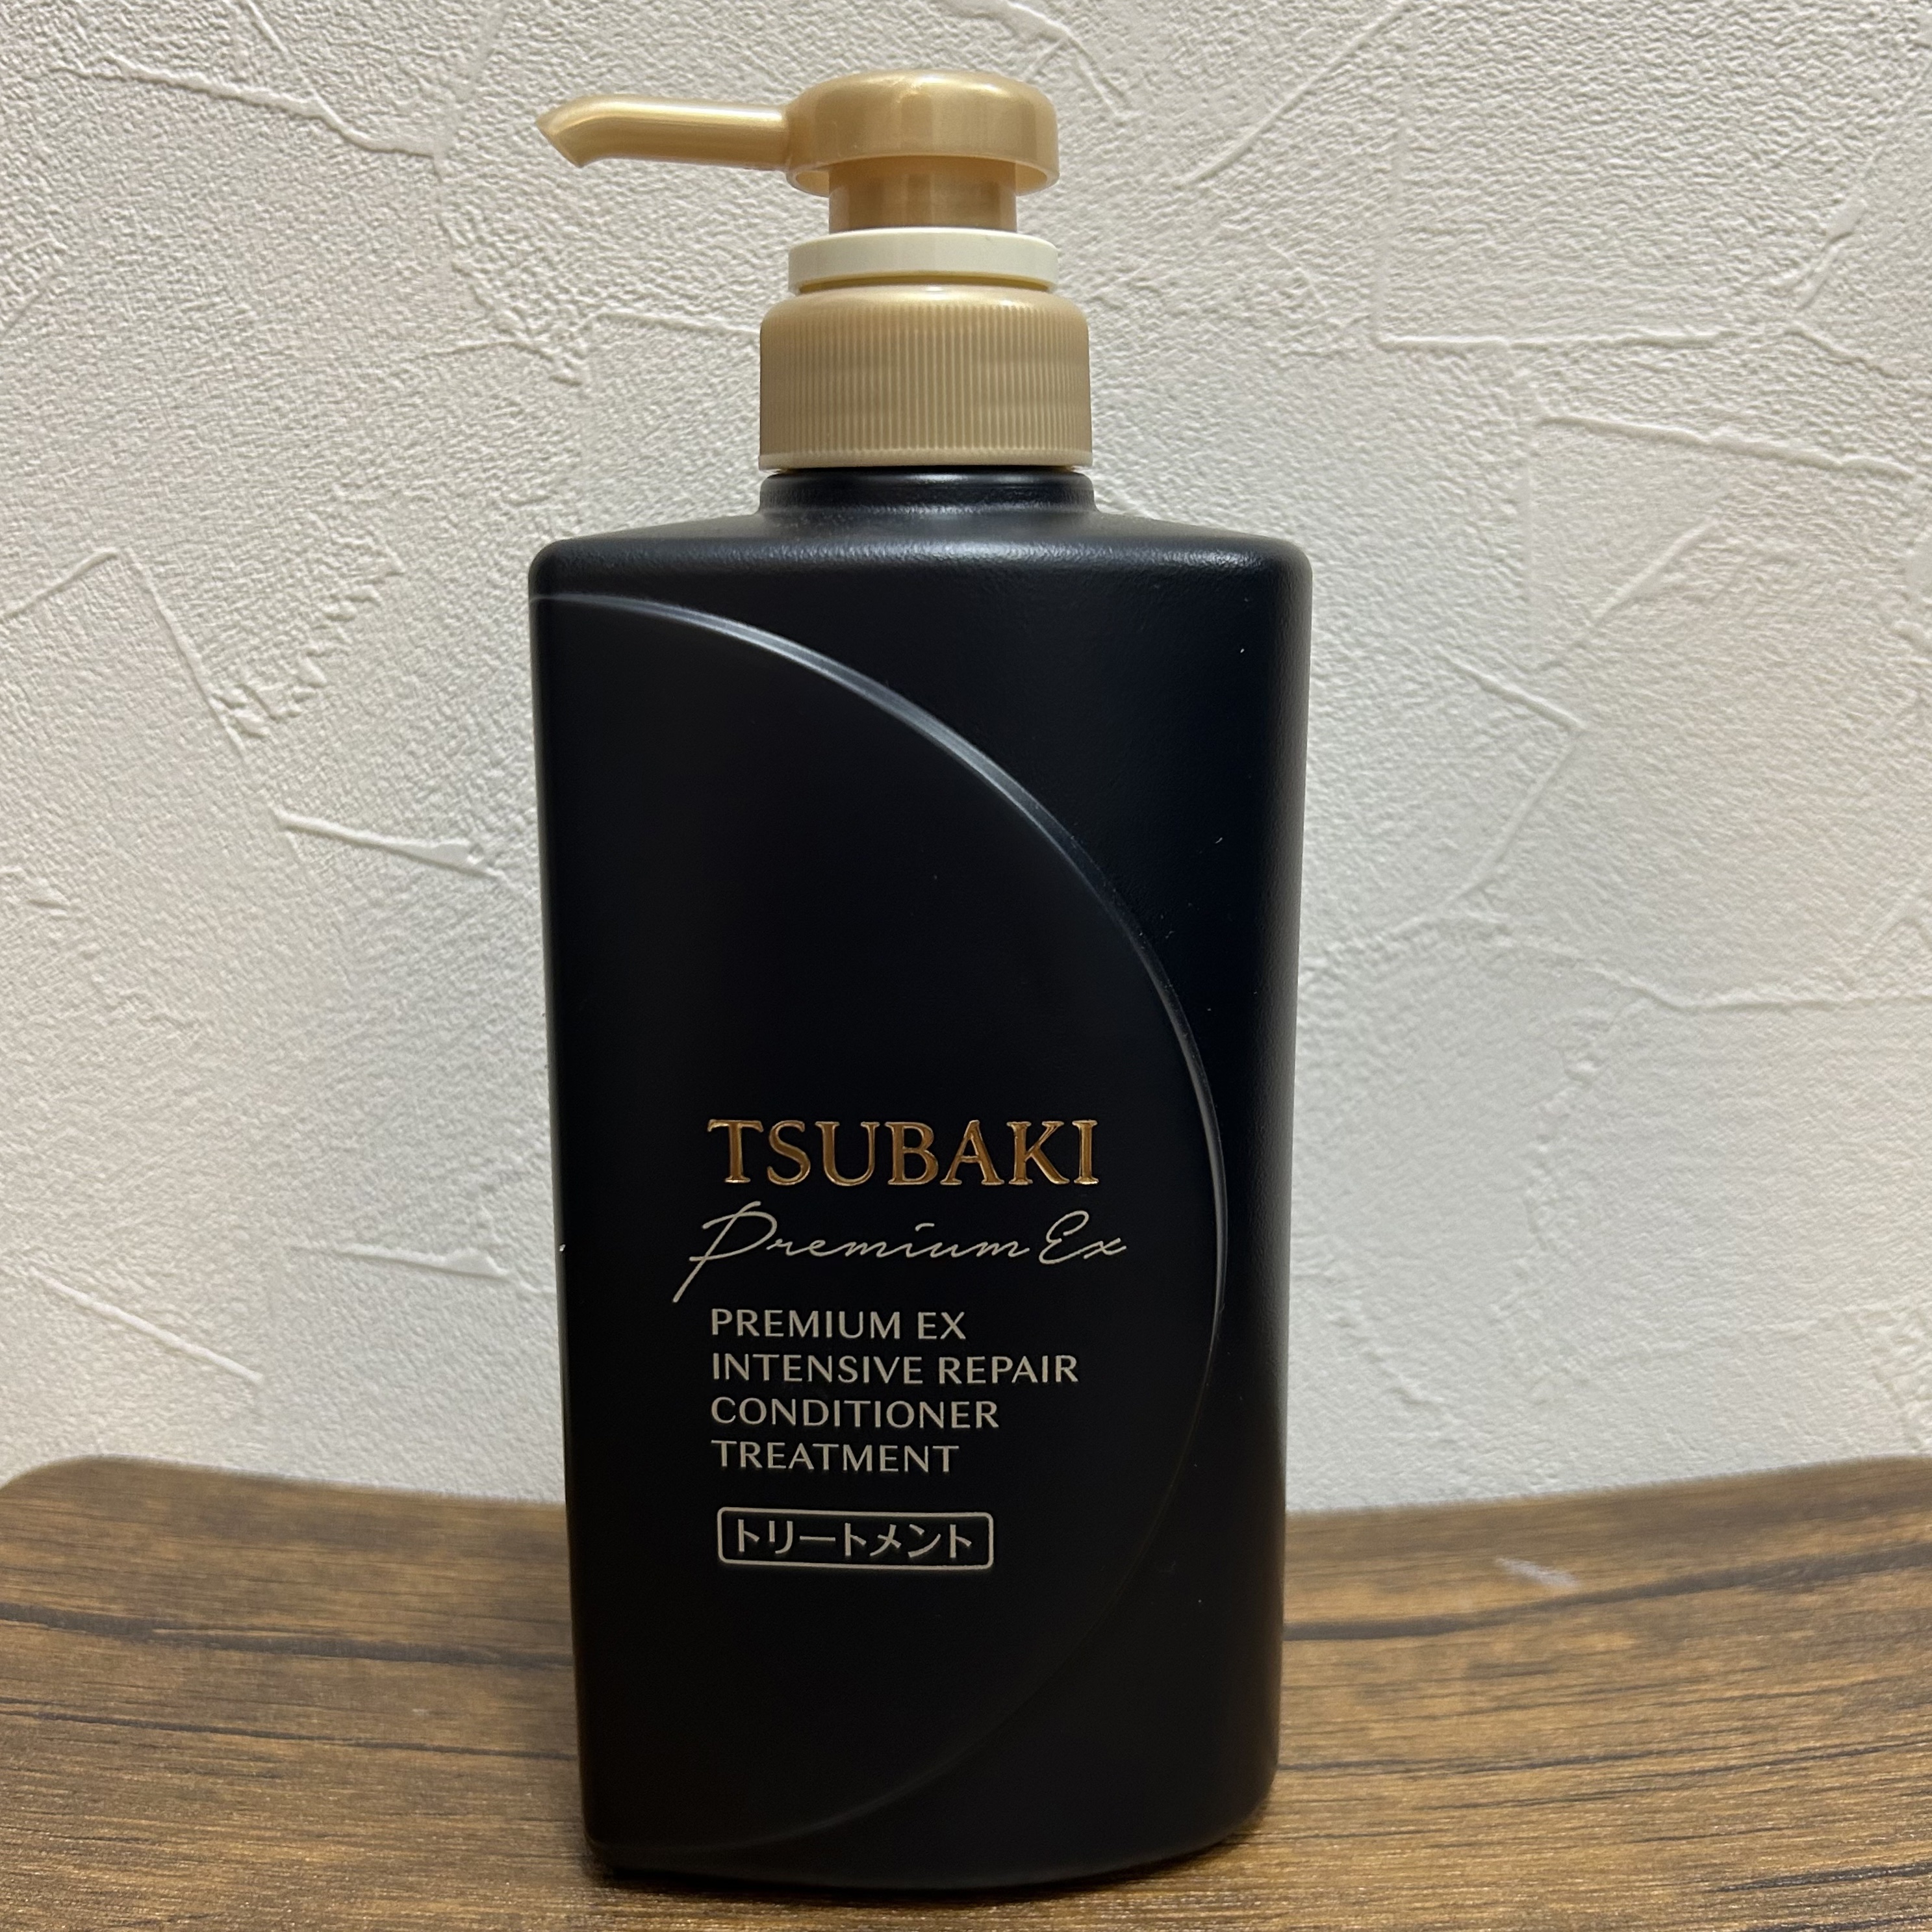 TSUBAKI
Premium Ex
PREMIUM EX
INTENSIVE REPAIR
CONDITIONER
TREATMENT
トリートメント